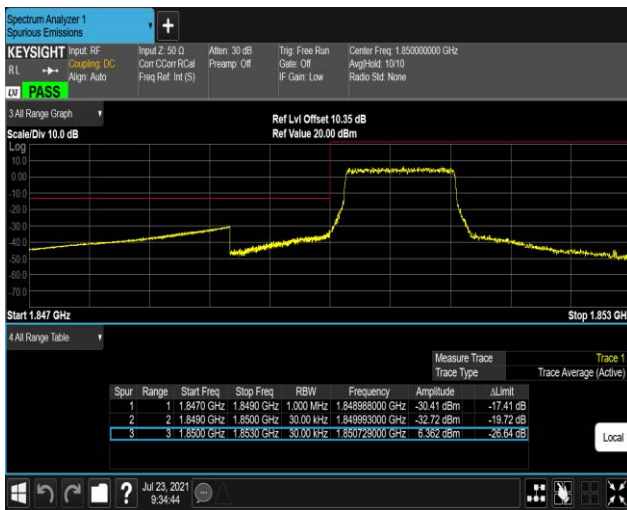 Spectrum Analyzer 1
Spurious Emissions
+
KEYSIGHT Input: RF Input Z: 50 Ω Atten: 30 dB Trig: Free Run Center Freq: 1.850000000 GHz
RL Coupling: DC Corr CCorr RCal Preamp: Off Gate: Off Avg|Hold: 10/10
Align: Auto Freq Ref: Int (S) IF Gain: Low Radio Std: None
LXI PASS
3 All Range Graph
Ref Lvl Offset 10.35 dB
Scale/Div 10.0 dB Ref Value 20.00 dBm
Log
10.0
0.00
-10.0
-20.0
-30.0
-40.0
-50.0
-60.0
-70.0
Start 1.847 GHz Stop 1.853 GH
4 All Range Table
Measure Trace Trace 1
Trace Type Trace Average (Active)
Spur Range Start Freq Stop Freq RBW Frequency Amplitude ΔLimit
1 1 1.8470 GHz 1.8490 GHz 1.000 MHz 1.848988000 GHz -30.41 dBm -17.41 dB
2 2 1.8490 GHz 1.8500 GHz 30.00 kHz 1.849993000 GHz -32.72 dBm -19.72 dB
3 3 1.8500 GHz 1.8530 GHz 30.00 kHz 1.850729000 GHz 6.362 dBm -26.64 dB
Local
? Jul 23, 2021
9:34:44